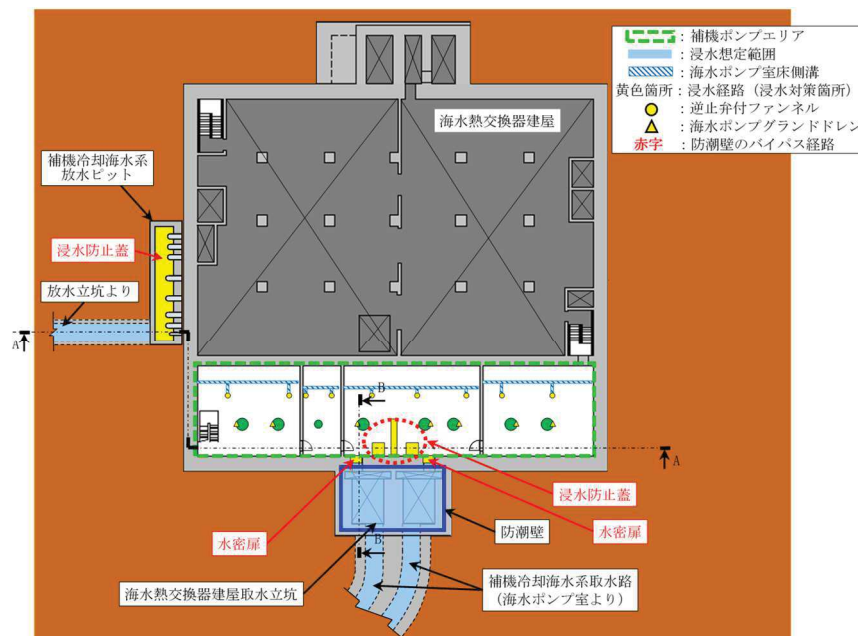 ：補機ポンプエリア
：浸水想定範囲
：海水ポンプ室床側溝
黄色箇所：浸水経路（浸水対策箇所）
：逆止弁付ファンネル
：海水ポンプグランドドレン
赤字：防潮壁のバイパス経路
海水熱交換器建屋
補機冷却海水系
放水ピット
浸水防止蓋
放水立坑より
A
B
A
浸水防止蓋
水密扉
防潮壁
水密扉
B
海水熱交換器建屋取水立坑
補機冷却海水系取水路
（海水ポンプ室より）